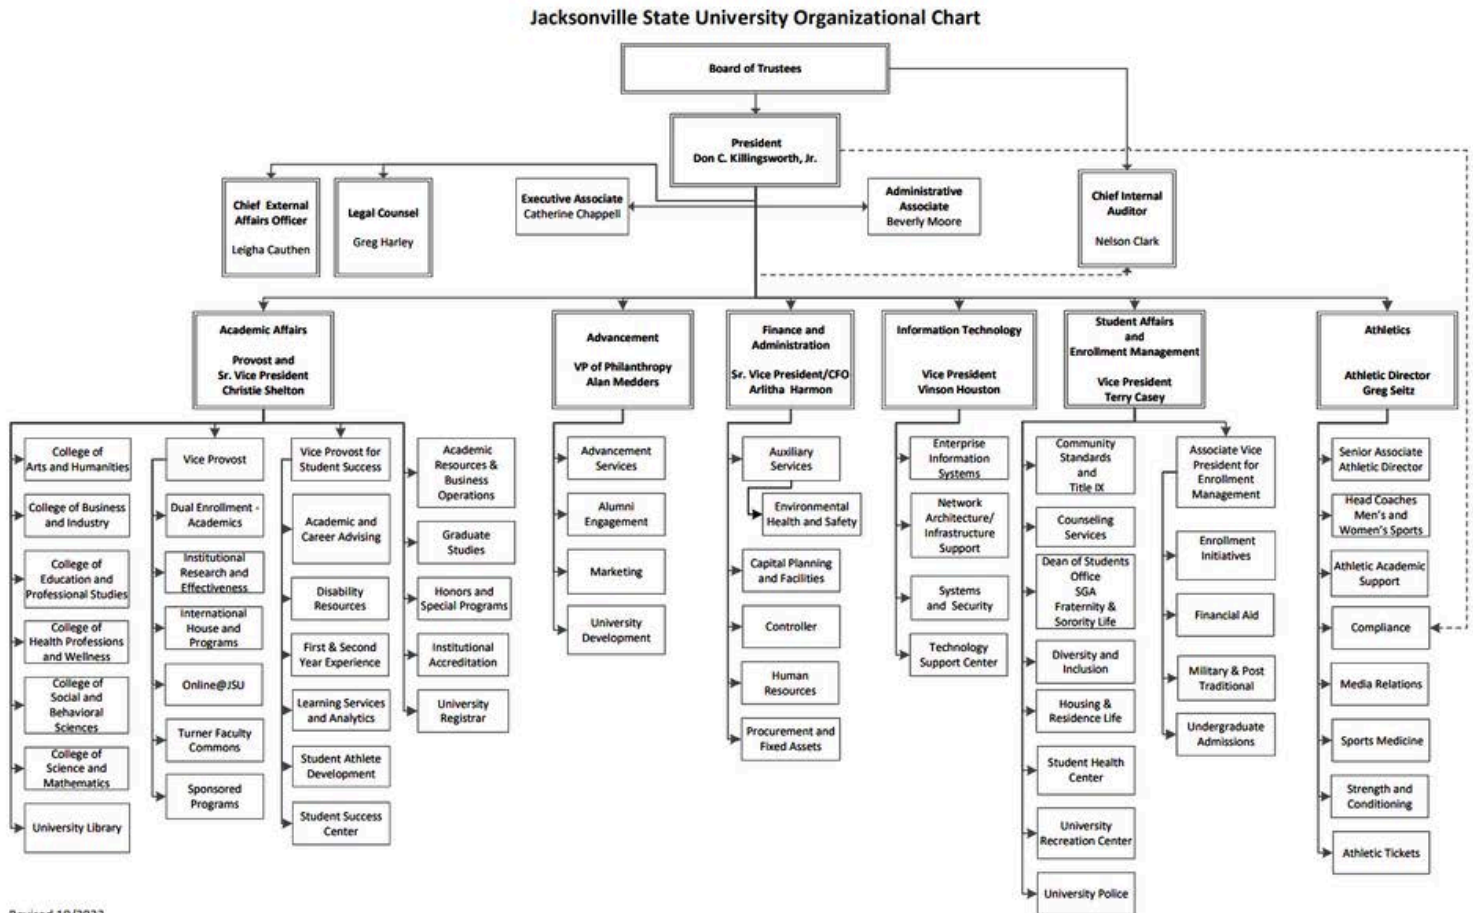 Jacksonville State University Organizational Chart
Board of Trustees
President
Don C. Killingsworth, Jr.
Chief External
Affairs Officer
Leigha Cauthen
Legal Counsel
Greg Harley
Executive Associate
Catherine Chappell
Administrative
Associate
Beverly Moore
Chief Internal
Auditor
Nelson Clark
Academic Affairs
Provost and
Sr. Vice President
Christie Shelton
Advancement
VP of Philanthropy
Alan Medders
Finance and
Administration
Sr. Vice President/CFO
Arlitha Harmon
Information Technology
Vice President
Vinson Houston
Student Affairs
and
Enrollment Management
Vice President
Terry Casey
Athletics
Athletic Director
Greg Seitz
College of
Arts and Humanities
College of Business
and Industry
College of
Education and
Professional Studies
College of
Health Professions
and Wellness
College of
Social and
Behavioral
Sciences
College of
Science and
Mathematics
University Library
Vice Provost
Dual Enrollment -
Academics
Institutional
Research and
Effectiveness
International
House and
Programs
Online@JSU
Turner Faculty
Commons
Sponsored
Programs
Vice Provost for
Student Success
Academic and
Career Advising
Disability
Resources
First & Second
Year Experience
Learning Services
and Analytics
Student Athlete
Development
Student Success
Center
Academic
Resources &
Business
Operations
Graduate
Studies
Honors and
Special Programs
Institutional
Accreditation
University
Registrar
Advancement
Services
Alumni
Engagement
Marketing
University
Development
Auxiliary
Services
Environmental
Health and Safety
Capital Planning
and Facilities
Controller
Human
Resources
Procurement and
Fixed Assets
Enterprise
Information
Systems
Network
Architecture/
Infrastructure
Support
Systems
and Security
Technology
Support Center
Community
Standards
and
Title IX
Counseling
Services
Dean of Students
Office
SGA
Fraternity &
Sorority Life
Diversity and
Inclusion
Housing &
Residence Life
Student Health
Center
University
Recreation Center
University Police
Associate Vice
President for
Enrollment
Management
Enrollment
Initiatives
Financial Aid
Military & Post
Traditional
Undergraduate
Admissions
Senior Associate
Athletic Director
Head Coaches
Men's and
Women's Sports
Athletic Academic
Support
Compliance
Media Relations
Sports Medicine
Strength and
Conditioning
Athletic Tickets